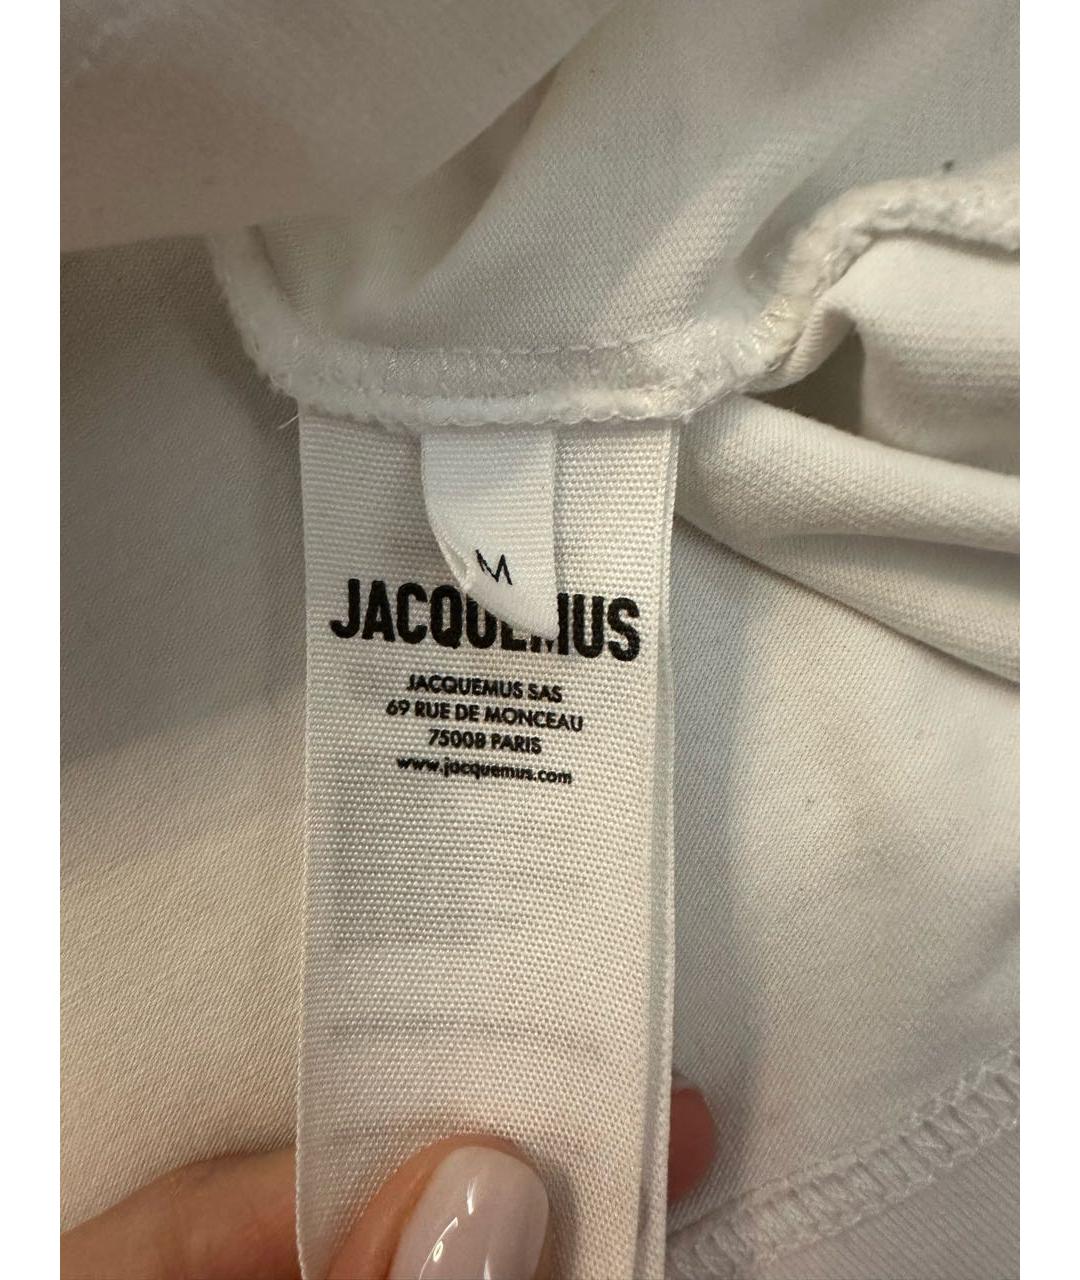 M
JACQUEMUS
JACQUEMUS SAS
69 RUE DE MONCEAU
75008 PARIS
www.jacquemus.com